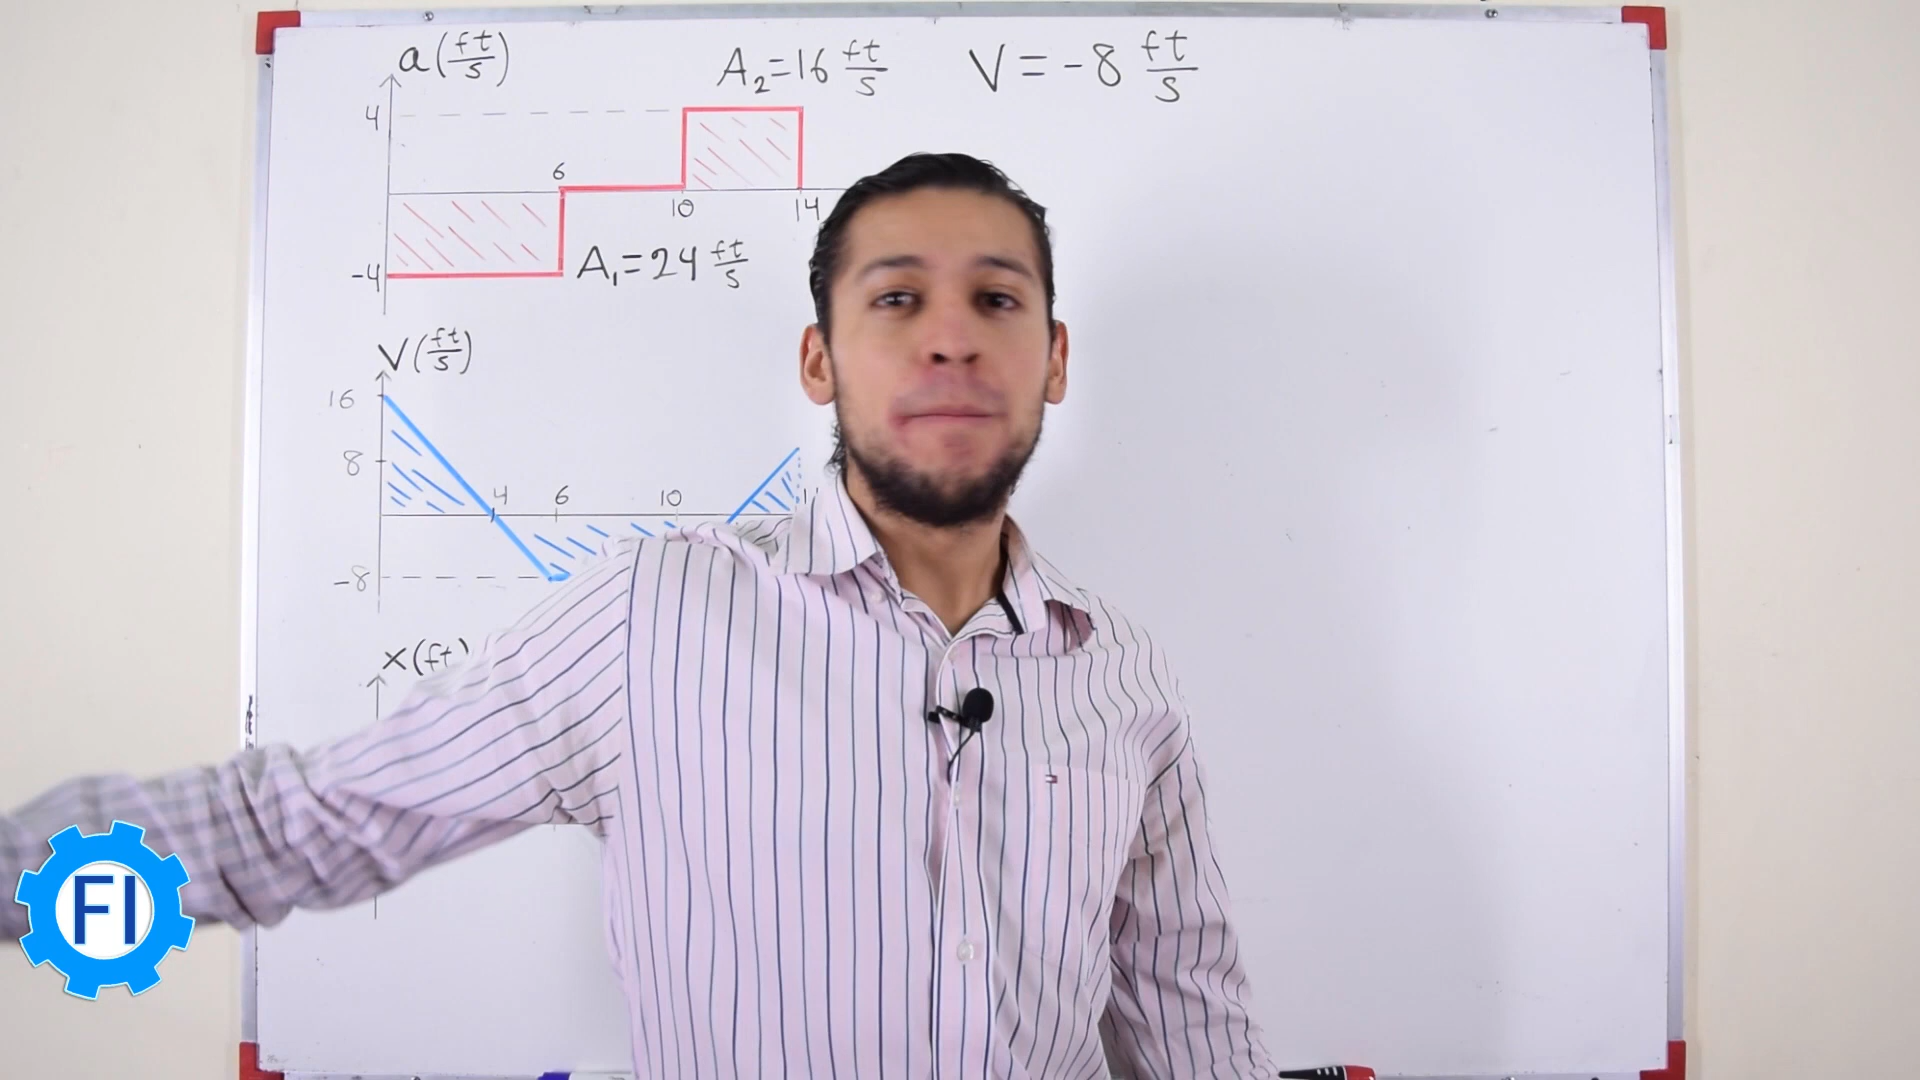 a(ft/s)
A₂=16 ft/s
V=-8 ft/s
4
6
10
14
-4
A₁=24 ft/s
V(ft/s)
16
8
4
6
10
-8
x(ft)
FI